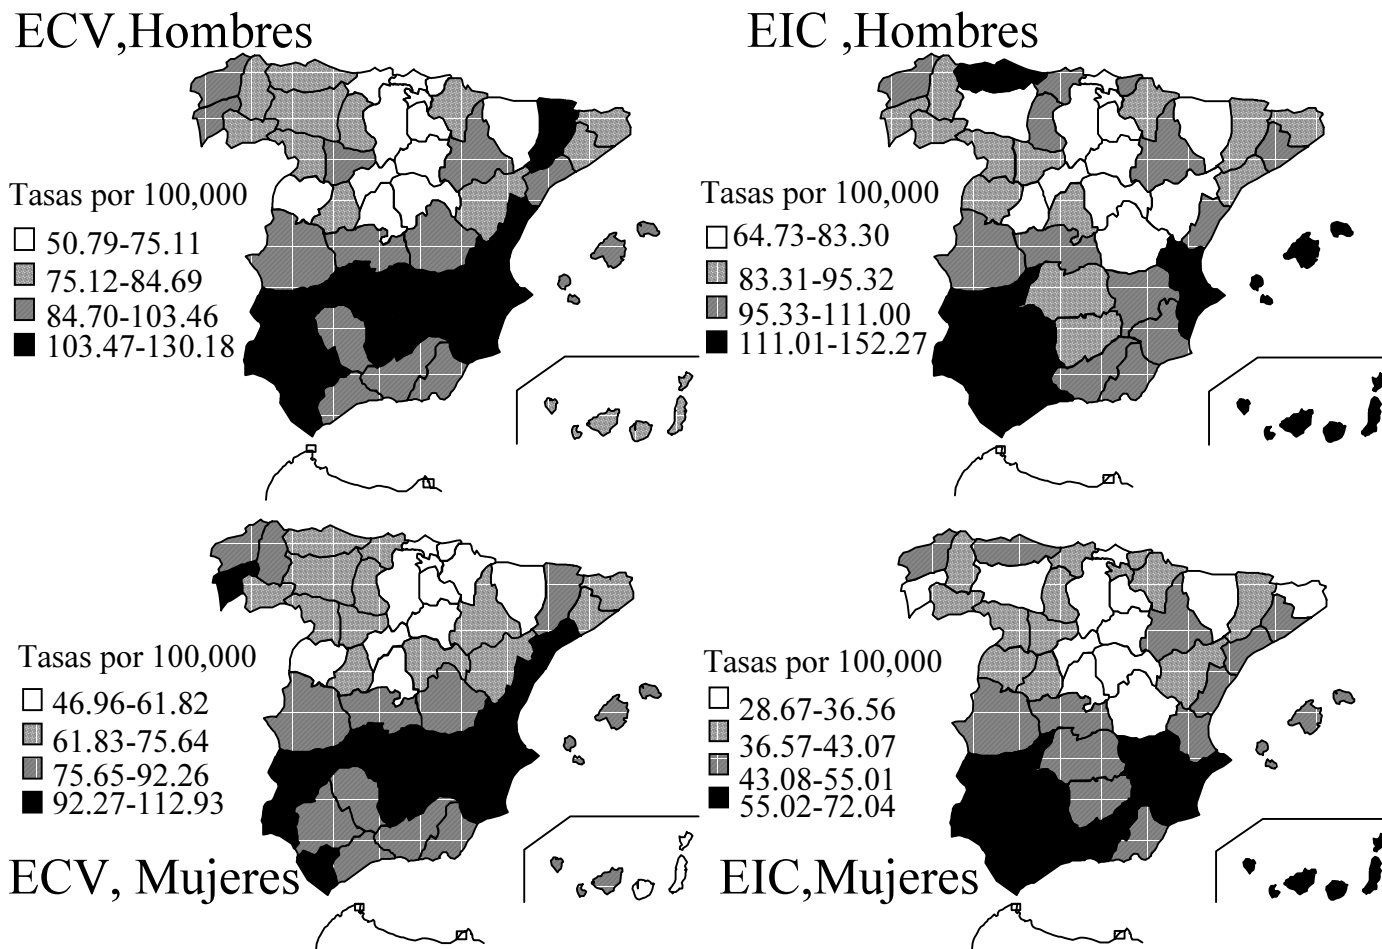 ECV,Hombres
Tasas por 100,000
50.79-75.11
75.12-84.69
84.70-103.46
103.47-130.18
EIC ,Hombres
Tasas por 100,000
64.73-83.30
83.31-95.32
95.33-111.00
111.01-152.27
Tasas por 100,000
46.96-61.82
61.83-75.64
75.65-92.26
92.27-112.93
ECV, Mujeres
Tasas por 100,000
28.67-36.56
36.57-43.07
43.08-55.01
55.02-72.04
EIC,Mujeres